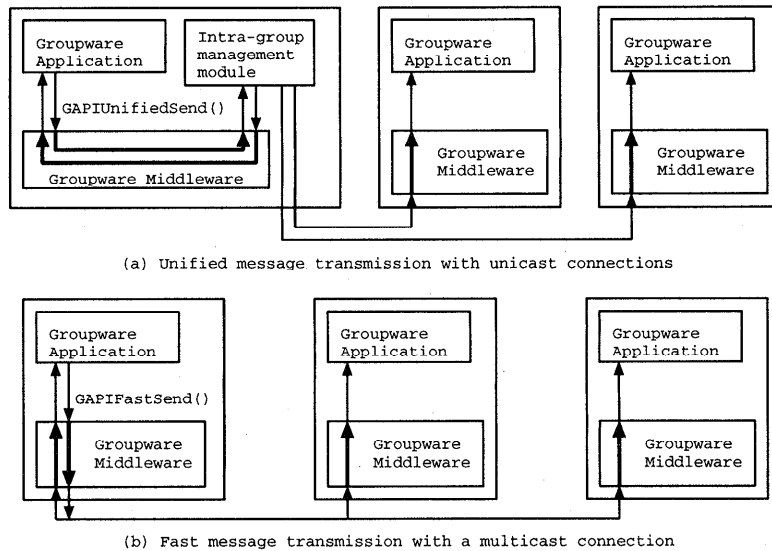 Groupware
Application
Intra-group
management
module
GAPIUnifiedSend()
Groupware Middleware
Groupware
Application
Groupware
Middleware
Groupware
Application
Groupware
Middleware
(a) Unified message transmission with unicast connections
Groupware
Application
GAPIFastSend()
Groupware
Middleware
Groupware
Application
Groupware
Middleware
Groupware
Application
Groupware
Middleware
(b) Fast message transmission with a multicast connection